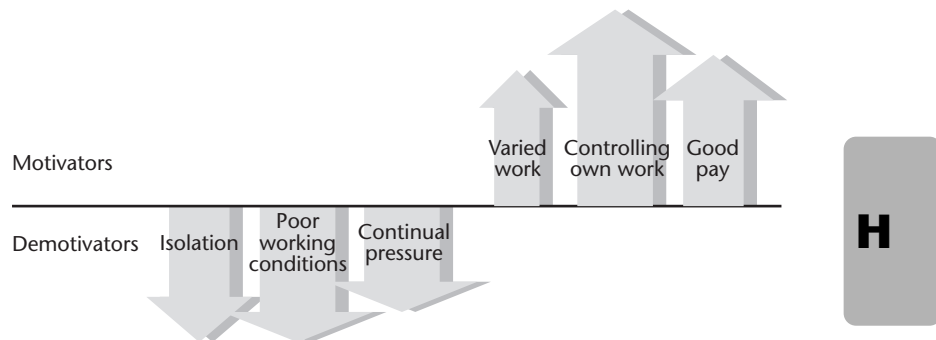 Motivators
Varied
work
Controlling
own work
Good
pay
Demotivators
Isolation
Poor
working
conditions
Continual
pressure
H